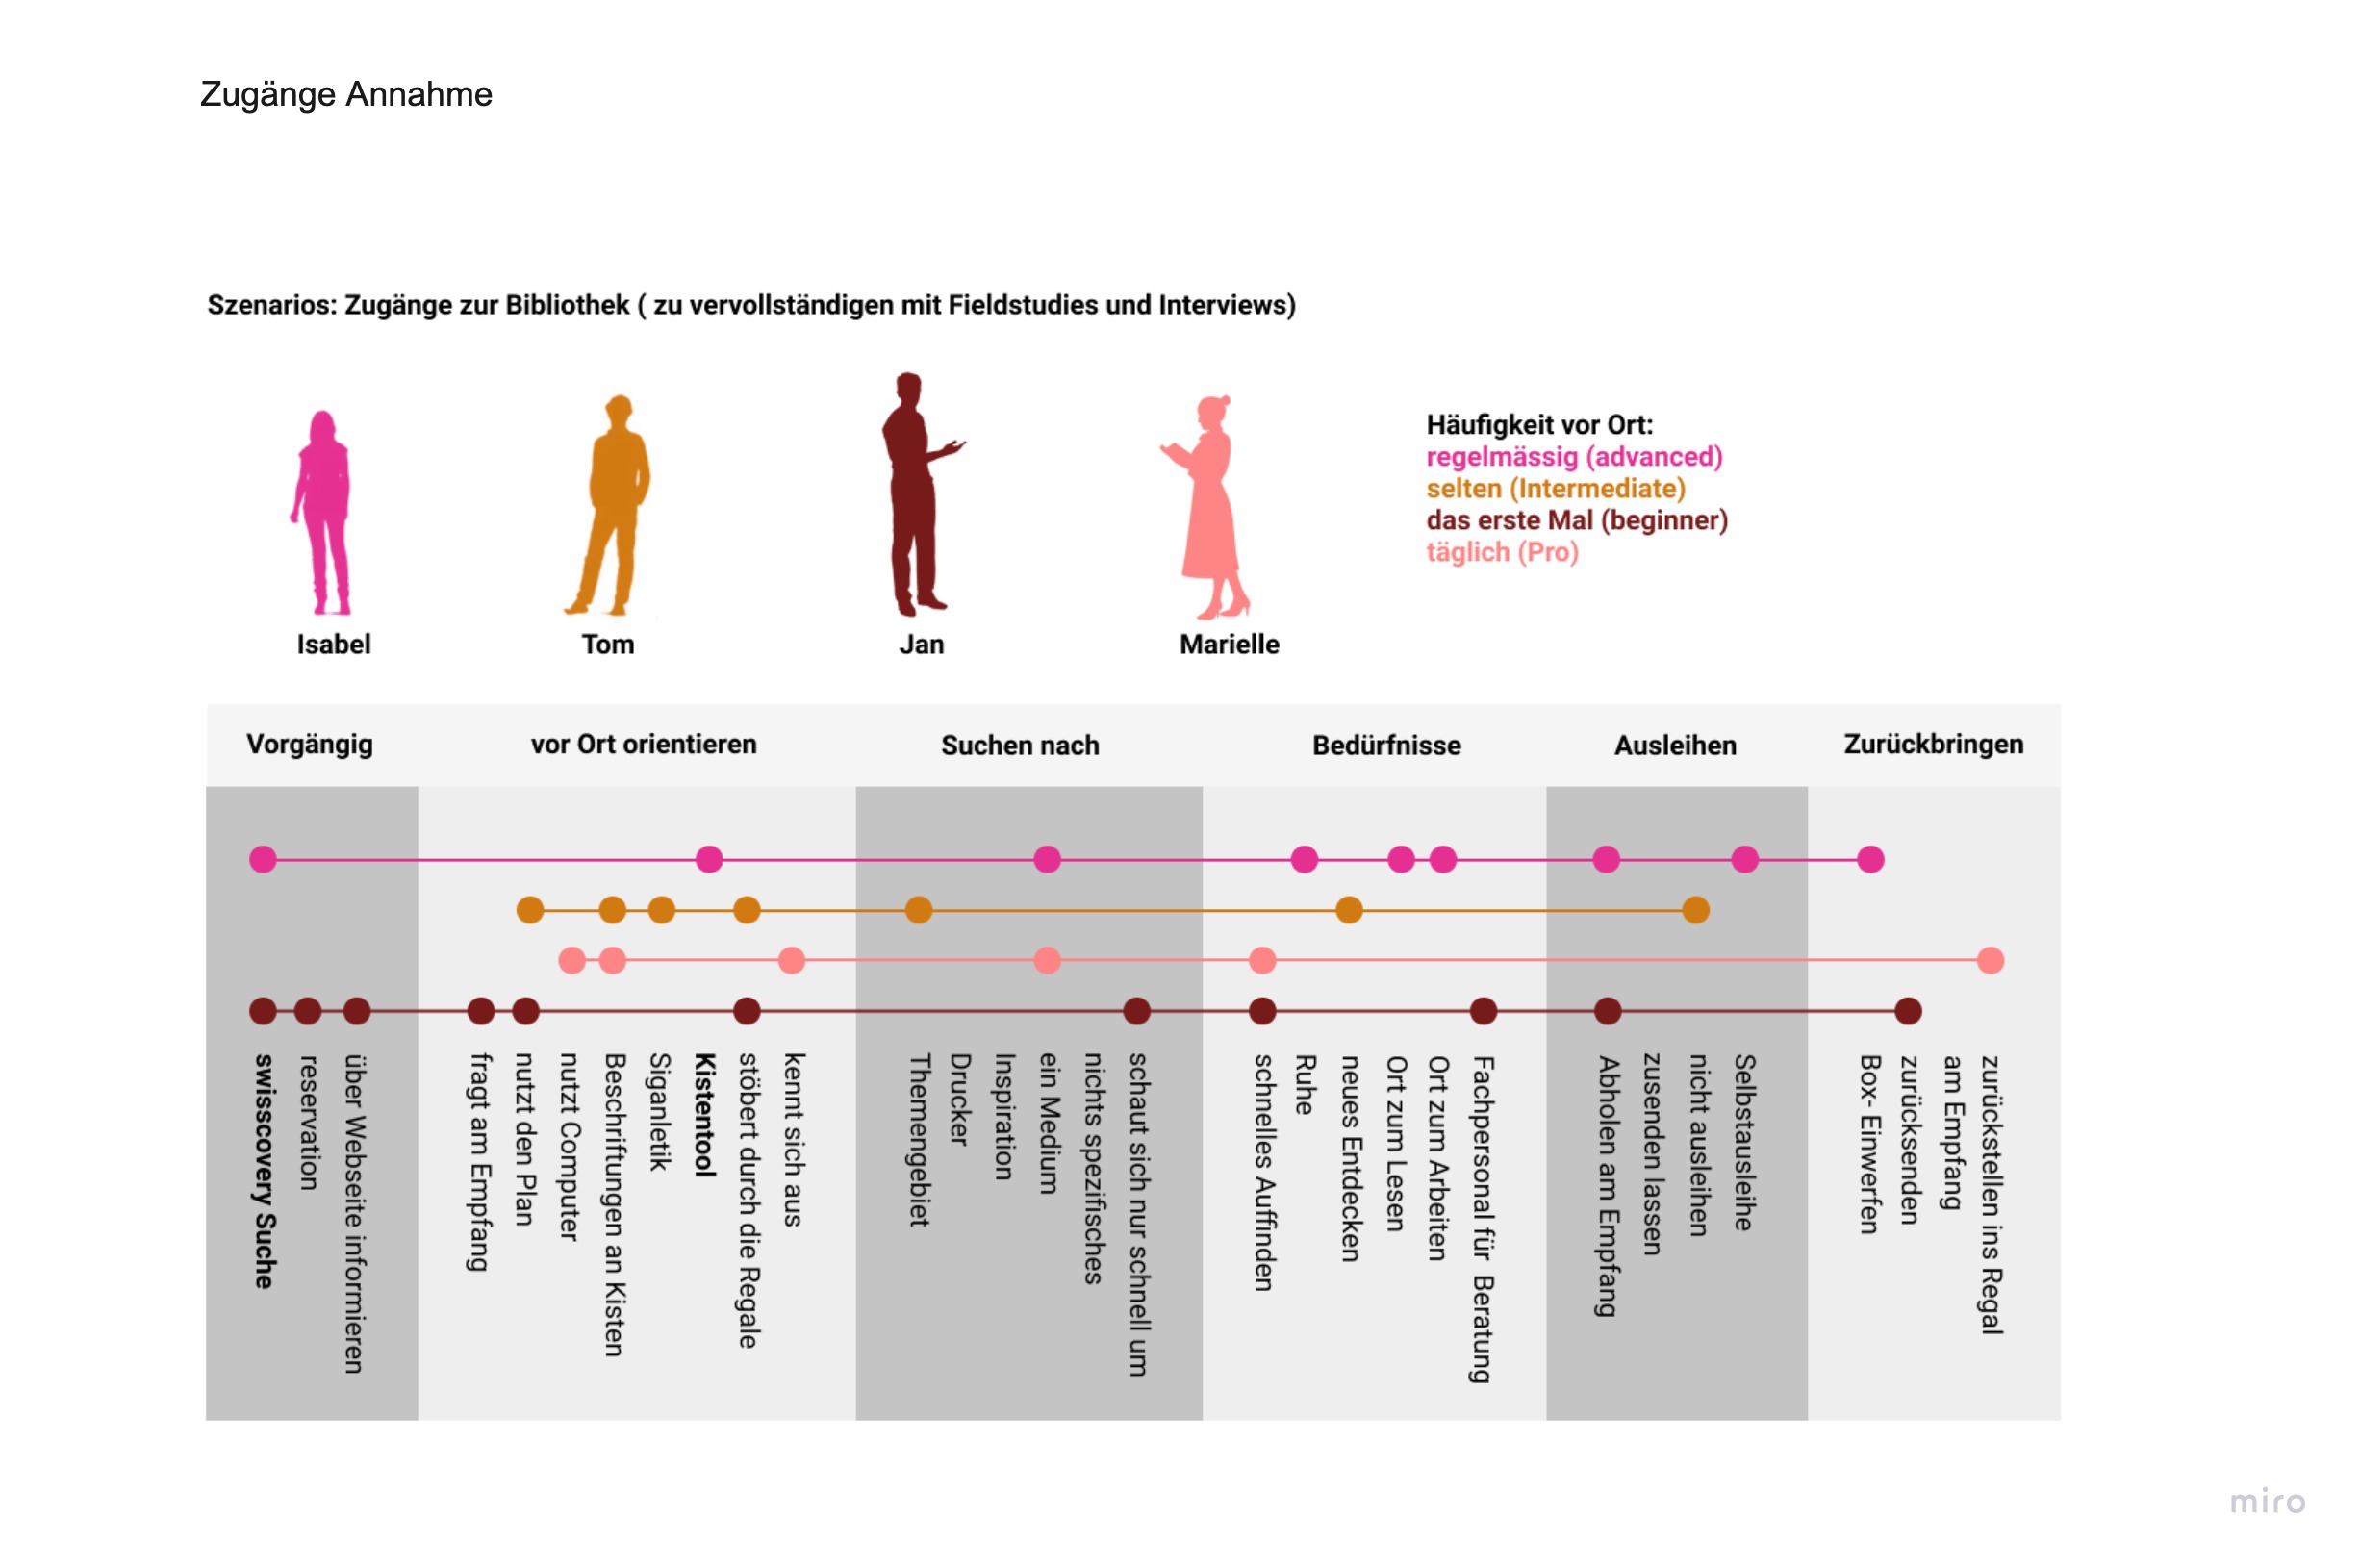 Zugänge Annahme
Szenarios: Zugänge zur Bibliothek ( zu vervollständigen mit Fieldstudies und Interviews)
Häufigkeit vor Ort:
regelmässig (advanced)
selten (Intermediate)
das erste Mal (beginner)
täglich (Pro)
Isabel
Tom
Jan
Marielle
Vorgängig
vor Ort orientieren
Suchen nach
Bedürfnisse
Ausleihen
Zurückbringen
swisscovery Suche
reservation
über Webseite informieren
fragt am Empfang
nutzt den Plan
nutzt Computer
Beschriftungen an Kisten
Siganletik
Kistentool
stöbert durch die Regale
kennt sich aus
Themengebiet
Drucker
Inspiration
ein Medium
nichts spezifisches
schaut sich nur schnell um
schnelles Auffinden
Ruhe
neues Entdecken
Ort zum Lesen
Ort zum Arbeiten
Fachpersonal für Beratung
Abholen am Empfang
zusenden lassen
nicht ausleihen
Selbstausleihe
Box- Einwerfen
zurücksenden
am Empfang
zurückstellen ins Regal
miro